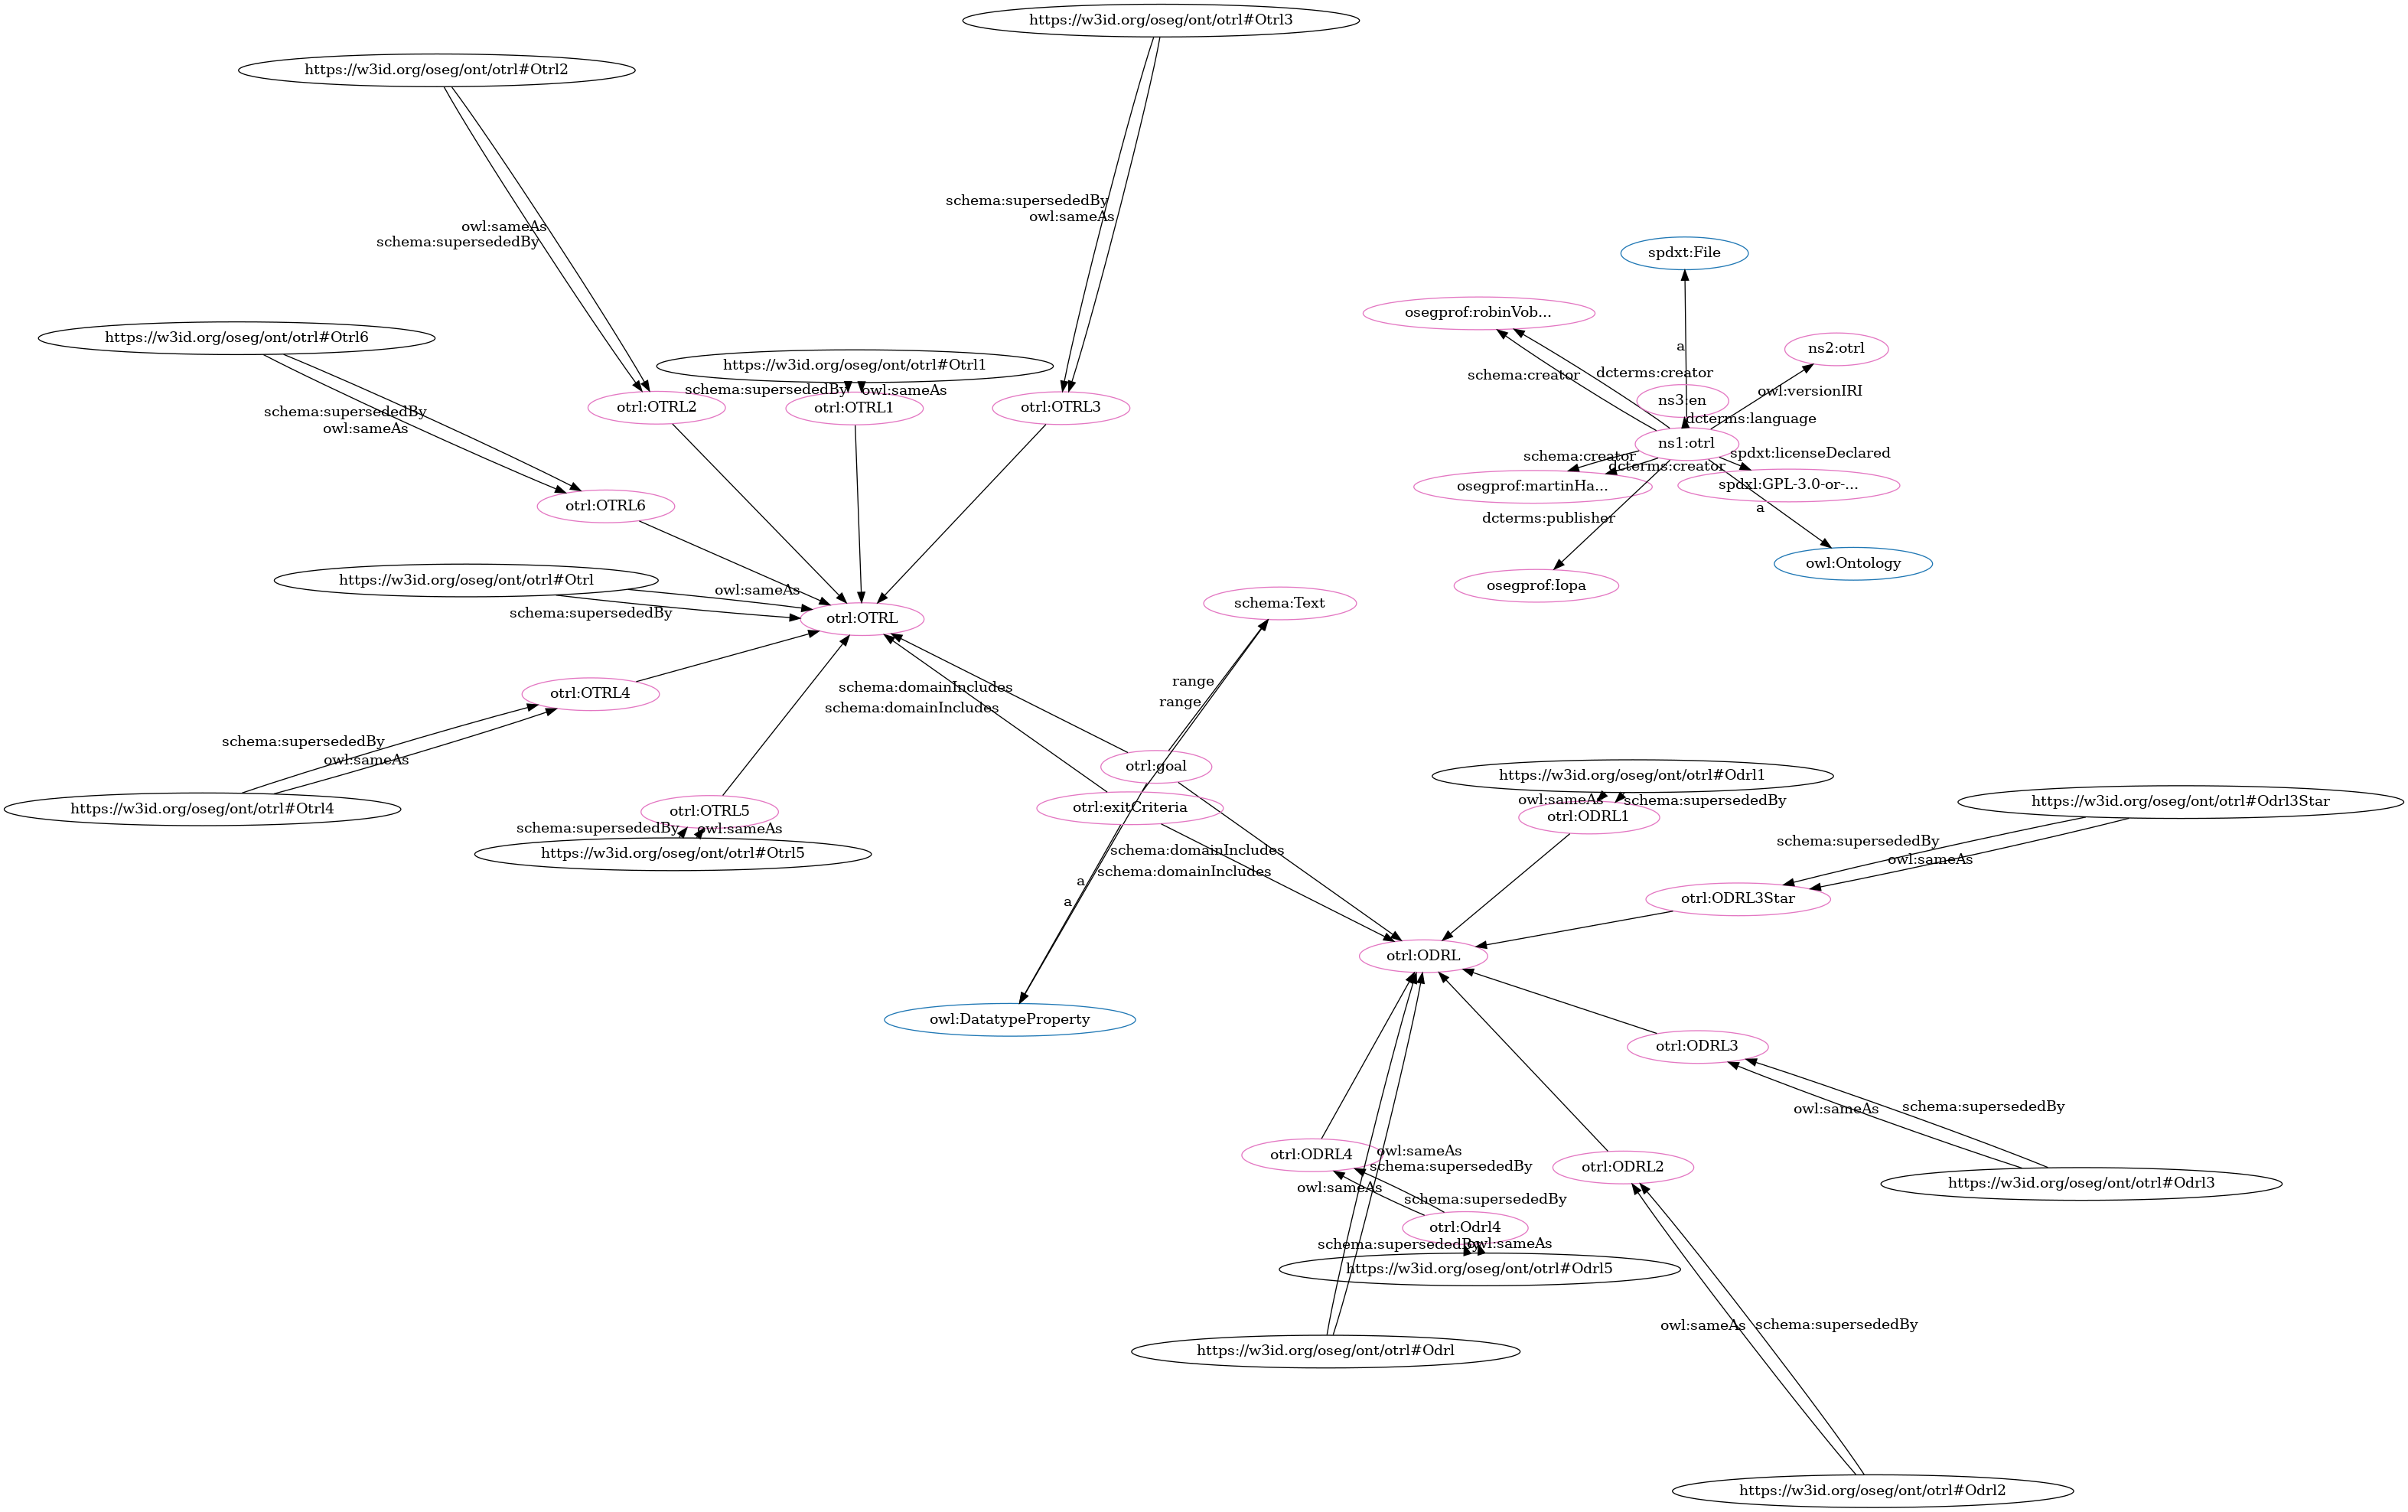 https://w3id.org/oseg/ont/otrl#Otrl3
https://w3id.org/oseg/ont/otrl#Otrl2
schema:supersededBy
owl:sameAs
owl:sameAs
schema:supersededBy
spdxt:File
osegprof:robinVob...
https://w3id.org/oseg/ont/otrl#Otrl6
a
ns2:otrl
https://w3id.org/oseg/ont/otrl#Otrl1
schema:creator
dcterms:creator
schema:supersededBy
owl:sameAs
owl:versionIRI
ns3:en
otrl:OTRL2
otrl:OTRL1
otrl:OTRL3
schema:supersededBy
owl:sameAs
dcterms:language
ns1:otrl
schema:creator
spdxt:licenseDeclared
dcterms:creator
osegprof:martinHa...
spdxl:GPL-3.0-or-...
otrl:OTRL6
a
dcterms:publisher
owl:Ontology
https://w3id.org/oseg/ont/otrl#Otrl
osegprof:Iopa
owl:sameAs
schema:supersededBy
schema:Text
otrl:OTRL
range
otrl:OTRL4
schema:domainIncludes
range
schema:domainIncludes
schema:supersededBy
owl:sameAs
otrl:goal
https://w3id.org/oseg/ont/otrl#Odrl1
https://w3id.org/oseg/ont/otrl#Otrl4
otrl:OTRL5
otrl:exitCriteria
owl:sameAs
schema:supersededBy
https://w3id.org/oseg/ont/otrl#Odrl3Star
otrl:ODRL1
schema:supersededBy
owl:sameAs
https://w3id.org/oseg/ont/otrl#Otrl5
schema:domainIncludes
schema:supersededBy
owl:sameAs
schema:domainIncludes
a
a
otrl:ODRL3Star
otrl:ODRL
owl:DatatypeProperty
otrl:ODRL3
owl:sameAs
schema:supersededBy
otrl:ODRL4
owl:sameAs
schema:supersededBy
otrl:ODRL2
https://w3id.org/oseg/ont/otrl#Odrl3
owl:sameAs
schema:supersededBy
otrl:Odrl4
schema:supersededBy
owl:sameAs
https://w3id.org/oseg/ont/otrl#Odrl5
owl:sameAs
schema:supersededBy
https://w3id.org/oseg/ont/otrl#Odrl
https://w3id.org/oseg/ont/otrl#Odrl2